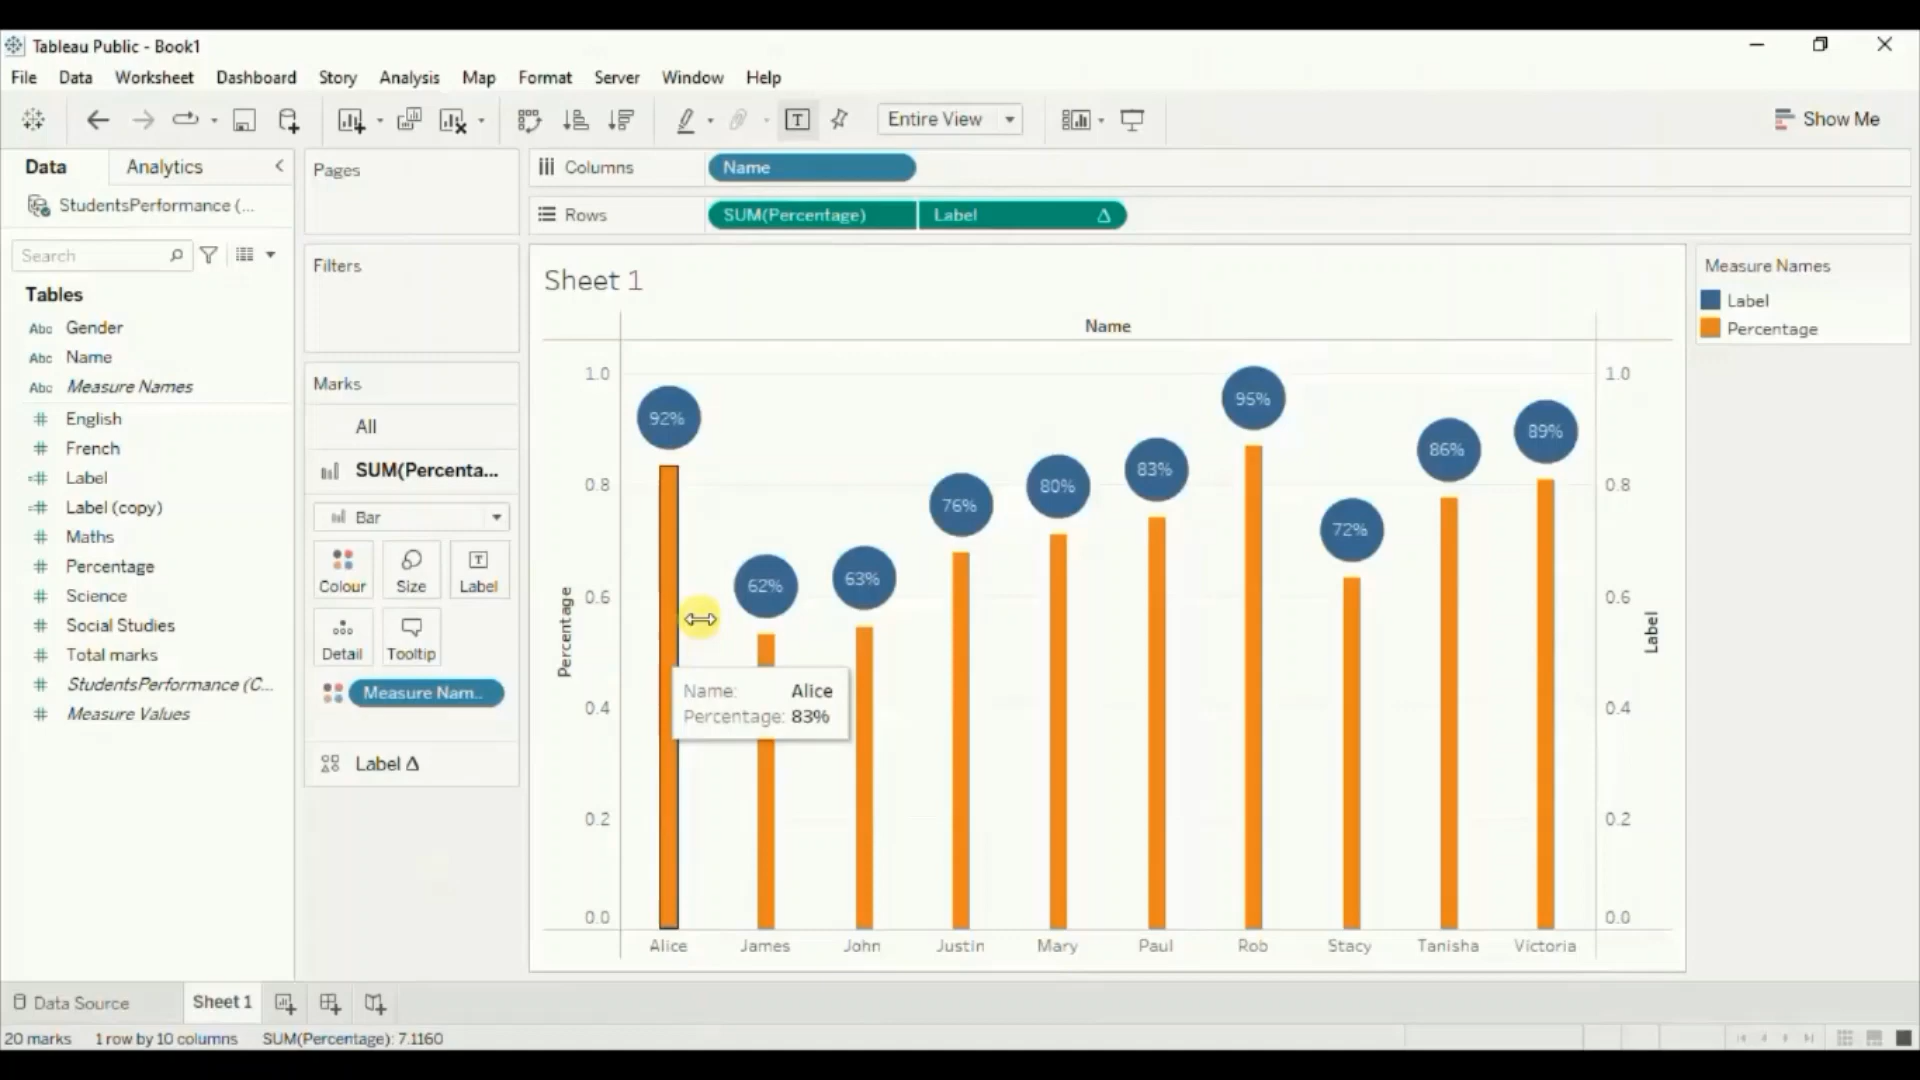 Tableau Public - Book1
File Data Worksheet Dashboard Story Analysis Map Format Server Window Help
T Entire View Show Me
Data Analytics
StudentsPerformance (...
Search
Tables
Abc Gender
Abc Name
Abc Measure Names
# English
# French
=# Label
=# Label (copy)
# Maths
# Percentage
# Science
# Social Studies
# Total marks
# StudentsPerformance (C...
# Measure Values
Pages
Filters
Marks
All
SUM(Percenta...
Bar
Colour Size T Label
Detail Tooltip
Measure Nam..
Label Δ
Columns Name
Rows SUM(Percentage) Label Δ
Sheet 1
Name
1.0
0.8
0.6
0.4
0.2
0.0
Percentage
92%
62%
63%
76%
80%
83%
95%
72%
86%
89%
Name: Alice
Percentage: 83%
Alice James John Justin Mary Paul Rob Stacy Tanisha Victoria
1.0
0.8
0.6
0.4
0.2
0.0
Label
Measure Names
Label
Percentage
Data Source Sheet 1
20 marks 1 row by 10 columns SUM(Percentage): 7.1160